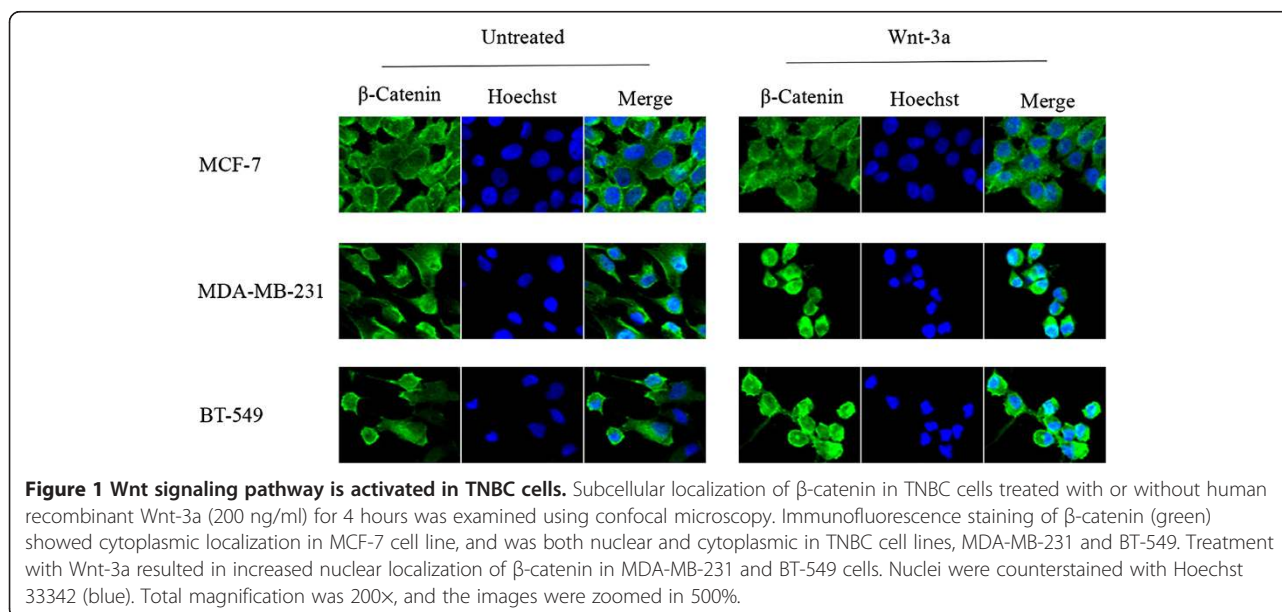 Untreated
Wnt-3a
β-Catenin
Hoechst
Merge
β-Catenin
Hoechst
Merge
MCF-7
MDA-MB-231
BT-549
Figure 1 Wnt signaling pathway is activated in TNBC cells. Subcellular localization of β-catenin in TNBC cells treated with or without human
recombinant Wnt-3a (200 ng/ml) for 4 hours was examined using confocal microscopy. Immunofluorescence staining of β-catenin (green)
showed cytoplasmic localization in MCF-7 cell line, and was both nuclear and cytoplasmic in TNBC cell lines, MDA-MB-231 and BT-549. Treatment
with Wnt-3a resulted in increased nuclear localization of β-catenin in MDA-MB-231 and BT-549 cells. Nuclei were counterstained with Hoechst
33342 (blue). Total magnification was 200×, and the images were zoomed in 500%.